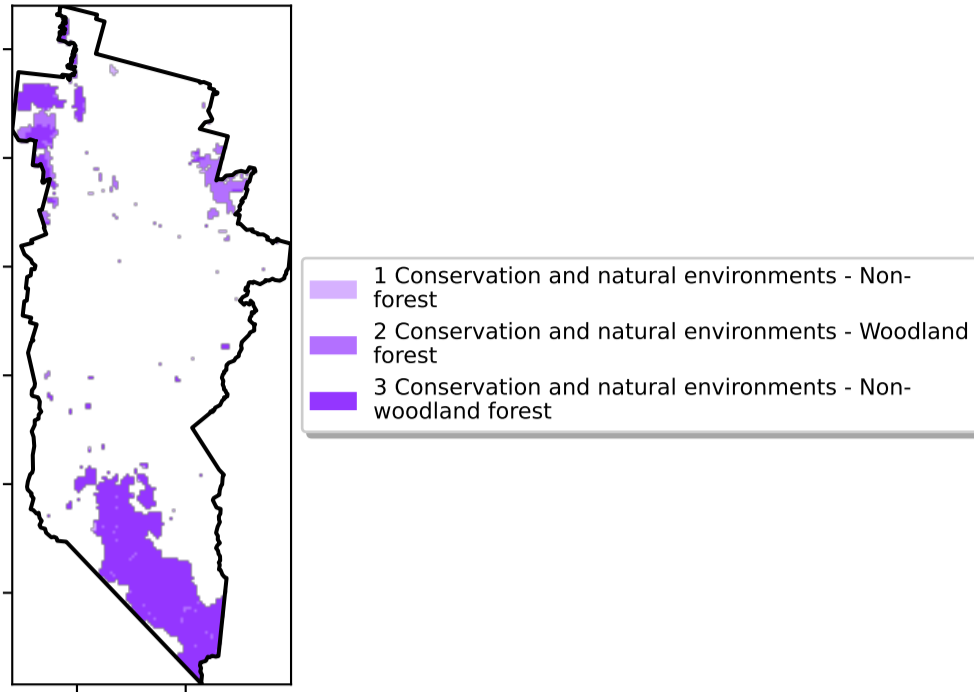 1 Conservation and natural environments - Non-
forest
2 Conservation and natural environments - Woodland
forest
3 Conservation and natural environments - Non-
woodland forest